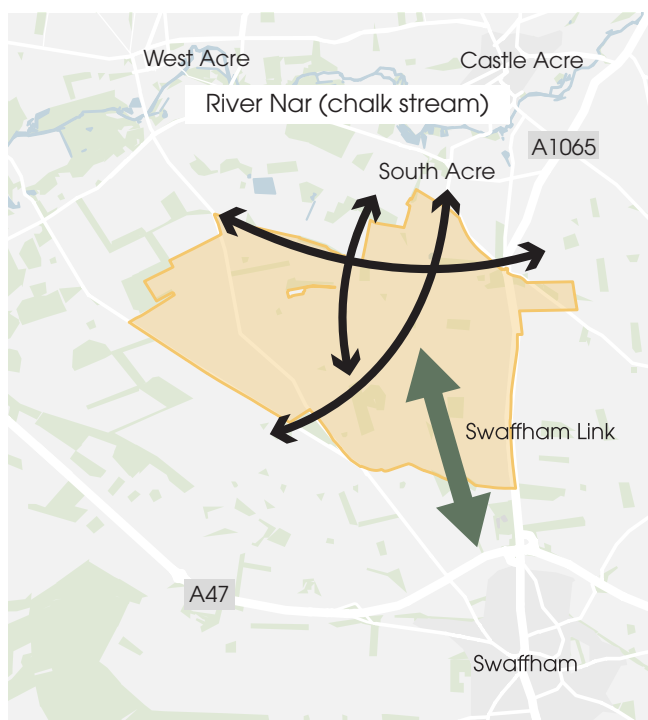 West Acre
Castle Acre
River Nar (chalk stream)
A1065
South Acre
Swaffham Link
A47
Swaffham